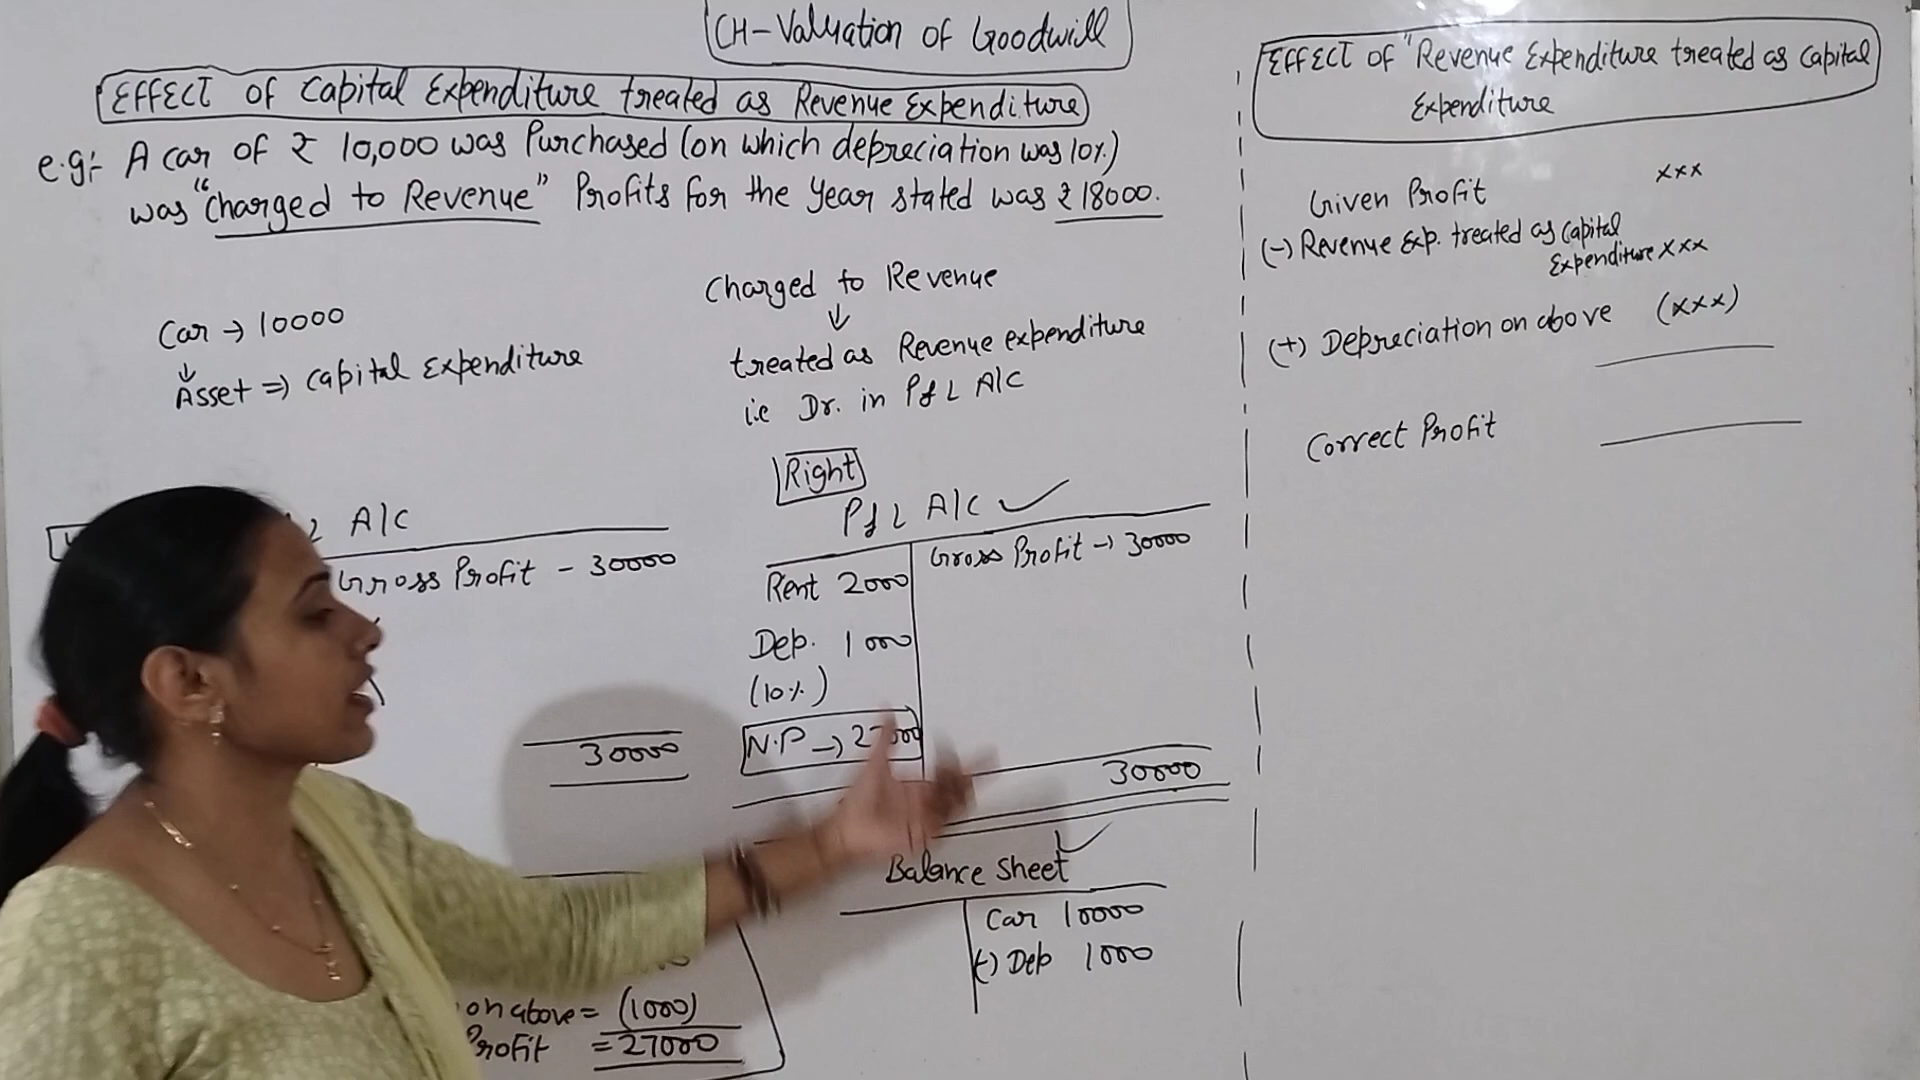 CH-Valuation of Goodwill
EFFECT OF Capital Expenditure treated as Revenue Expenditure
e.g:- A car of ₹ 10,000 was Purchased (on which depreciation was 10%)
was "Charged to Revenue" Profits for the Year stated was ₹18000.
Car → 10000
Asset => Capital Expenditure
Charged to Revenue
treated as Revenue expenditure
i.e Dr. in P&L A/C
A/C
Gross Profit - 30000
30000
on above = (1000)
Profit = 27000
Right
P&L A/C
Rent 2000
Gross Profit → 30000
Dep. 1000
(10%)
N.P → 27000
30000
Balance Sheet
Car 10000
(-) Dep 1000
EFFECT OF "Revenue Expenditure treated as Capital
Expenditure
Given Profit xxx
(-) Revenue Exp. treated as Capital
Expenditure xxx
(+) Depreciation on above (xxx)
Correct Profit